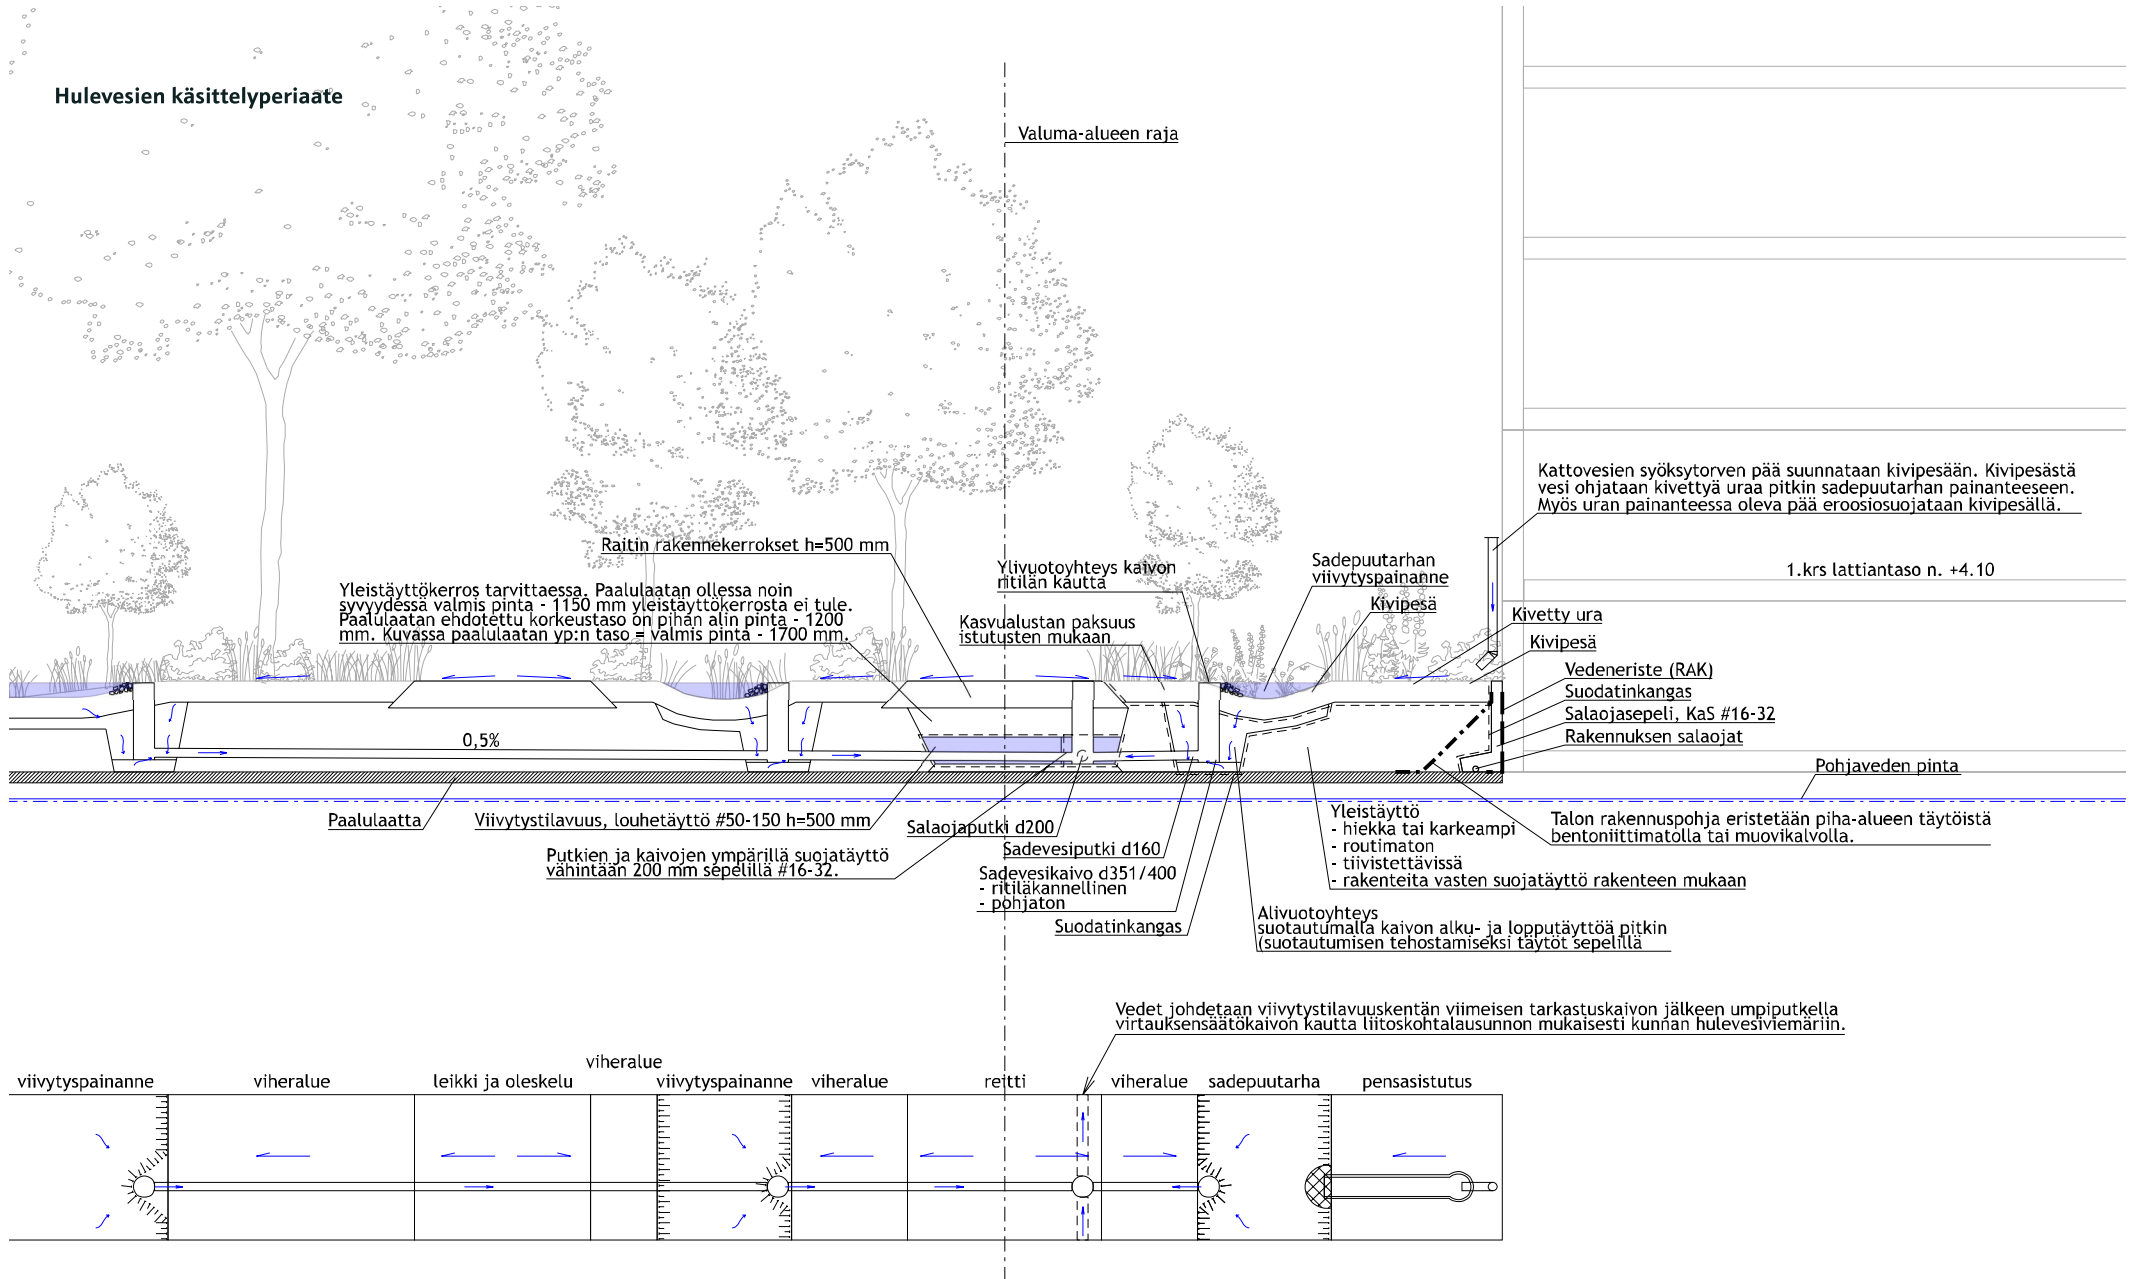 Hulevesien käsittelyperiaate
Valuma-alueen raja
Kattovesien syöksytorven pää suunnataan kivipesään. Kivipesästä
vesi ohjataan kivettyä uraa pitkin sadepuutarhan painanteeseen.
Myös uran painanteessa oleva pää eroosiosuojataan kivipesällä.
Raitin rakennekerrokset h=500 mm
Ylivuotoyhteys kaivon
ritilän kautta
Sadepuutarhan
viivytyspainanne
1.krs lattiantaso n. +4.10
Yleistäyttökerros tarvittaessa. Paalulaatan ollessa noin
syvyydessä valmis pinta - 1150 mm yleistäyttökerrosta ei tule.
Paalulaatan ehdotettu korkeustaso on pihan alin pinta - 1200
mm. Kuvassa paalulaatan yp:n taso = valmis pinta - 1700 mm.
Kasvualustan paksuus
istutusten mukaan
Kivipesä
Kivetty ura
Kivipesä
Vedeneriste (RAK)
Suodatinkangas
Salaojasepeli, KaS #16-32
Rakennuksen salaojat
0,5%
Pohjaveden pinta
Paalulaatta
Viivytystilavuus, louhetäyttö #50-150 h=500 mm
Salaojaputki d200
Sadevesiputki d160
Putkien ja kaivojen ympärillä suojatäyttö
vähintään 200 mm sepelillä #16-32.
Sadevesikaivo d351/400
- ritiläkannellinen
- pohjaton
Suodatinkangas
Yleistäyttö
- hiekka tai karkeampi
- routimaton
- tiivistettävissä
- rakenteita vasten suojatäyttö rakenteen mukaan
Talon rakennuspohja eristetään piha-alueen täytöistä
bentoniittimatolla tai muovikalvolla.
Alivuotoyhteys
suotautumalla kaivon alku- ja lopputäyttöä pitkin
(suotautumisen tehostamiseksi täytöt sepelillä
Vedet johdetaan viivytystilavuuskentän viimeisen tarkastuskaivon jälkeen umpiputkella
virtauksensäätökaivon kautta liitoskohtalausunnon mukaisesti kunnan hulevesiviemäriin.
viivytyspainanne
viheralue
leikki ja oleskelu
viheralue
viivytyspainanne
viheralue
reitti
viheralue
sadepuutarha
pensasistutus